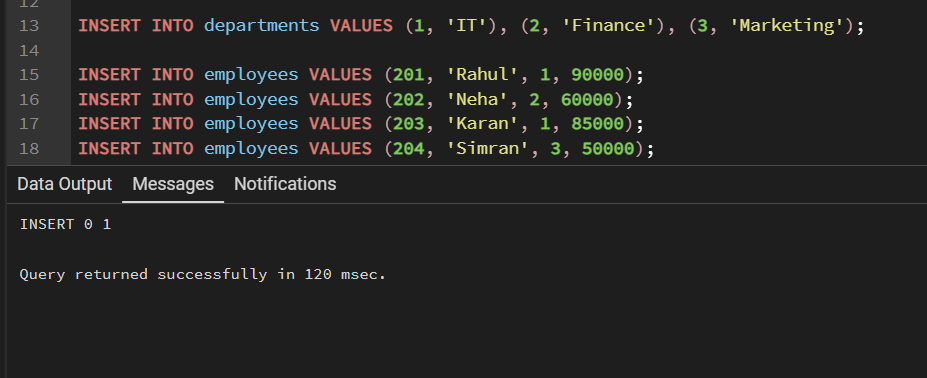 12
13 INSERT INTO departments VALUES (1, 'IT'), (2, 'Finance'), (3, 'Marketing');
14
15 INSERT INTO employees VALUES (201, 'Rahul', 1, 90000);
16 INSERT INTO employees VALUES (202, 'Neha', 2, 60000);
17 INSERT INTO employees VALUES (203, 'Karan', 1, 85000);
18 INSERT INTO employees VALUES (204, 'Simran', 3, 50000);
Data Output Messages Notifications
INSERT 0 1
Query returned successfully in 120 msec.